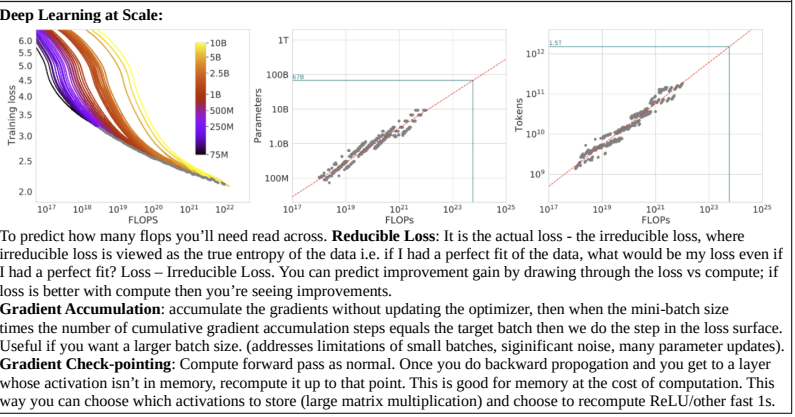 Deep Learning at Scale:
6.0
5.5
5.0
4.5
4.0
3.5
3.0
2.5
2.0
Training loss
10B
5B
2.5B
1B
500M
250M
75M
10^17 10^18 10^19 10^20 10^21 10^22
FLOPS
1T
100B
10B
1.0B
100M
Parameters
67B
10^17 10^19 10^21 10^23 10^25
FLOPs
10^12
10^11
10^10
10^9
Tokens
1.5T
10^17 10^19 10^21 10^23 10^25
FLOPs
To predict how many flops you'll need read across. Reducible Loss: It is the actual loss - the irreducible loss, where
irreducible loss is viewed as the true entropy of the data i.e. if I had a perfect fit of the data, what would be my loss even if
I had a perfect fit? Loss – Irreducible Loss. You can predict improvement gain by drawing through the loss vs compute; if
loss is better with compute then you're seeing improvements.
Gradient Accumulation: accumulate the gradients without updating the optimizer, then when the mini-batch size
times the number of cumulative gradient accumulation steps equals the target batch then we do the step in the loss surface.
Useful if you want a larger batch size. (addresses limitations of small batches, siginificant noise, many parameter updates).
Gradient Check-pointing: Compute forward pass as normal. Once you do backward propogation and you get to a layer
whose activation isn't in memory, recompute it up to that point. This is good for memory at the cost of computation. This
way you can choose which activations to store (large matrix multiplication) and choose to recompute ReLU/other fast 1s.